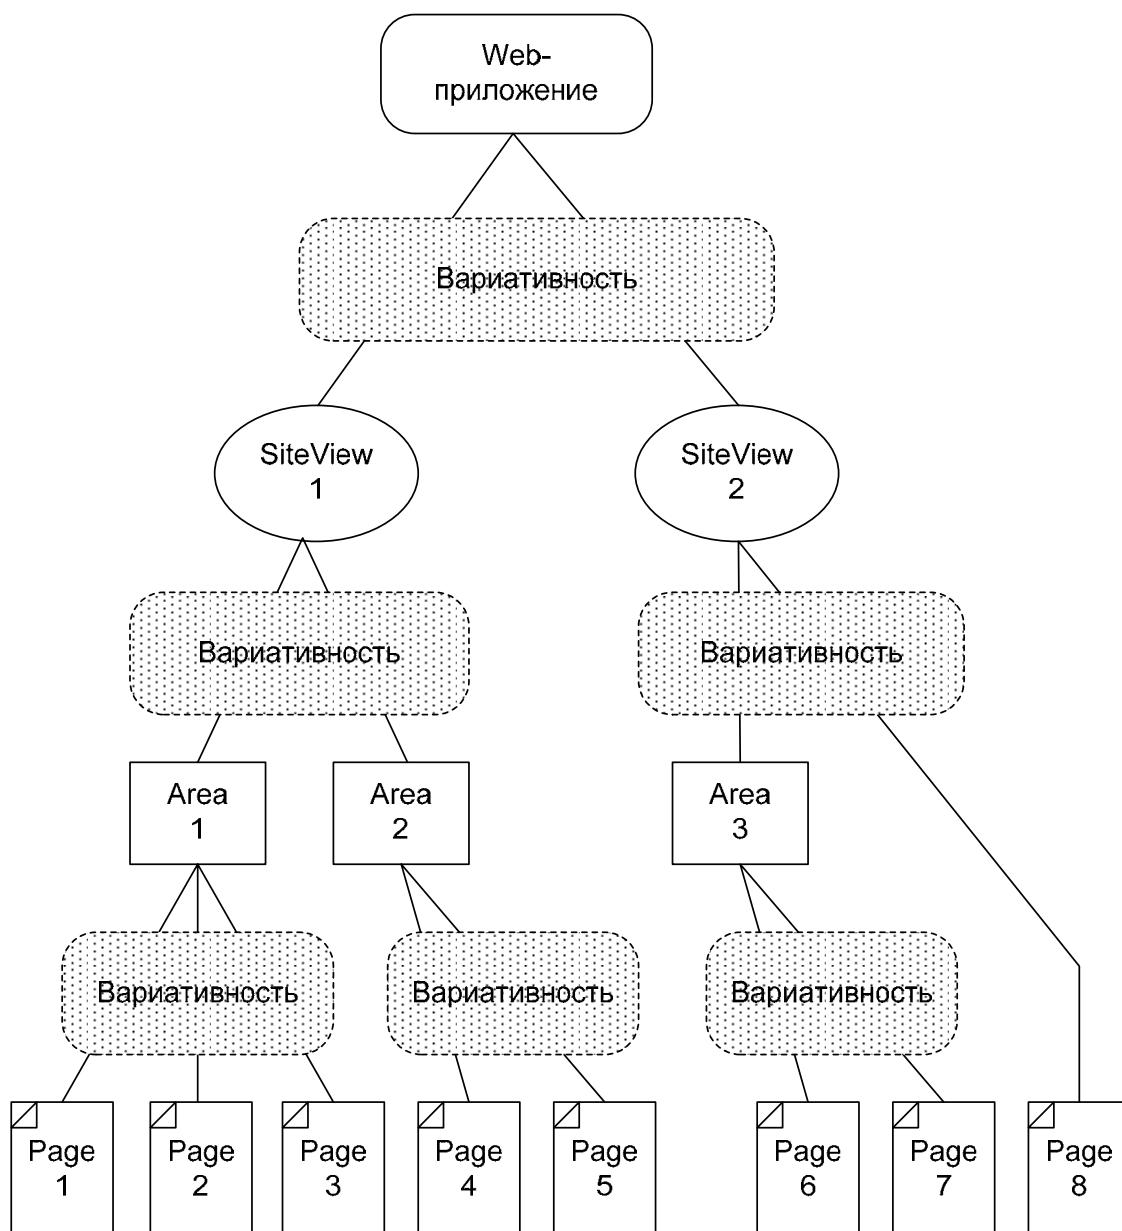 Web-
приложение
Вариативность
SiteView
1
SiteView
2
Вариативность
Вариативность
Area
1
Area
2
Area
3
Вариативность
Вариативность
Вариативность
Page
1
Page
2
Page
3
Page
4
Page
5
Page
6
Page
7
Page
8